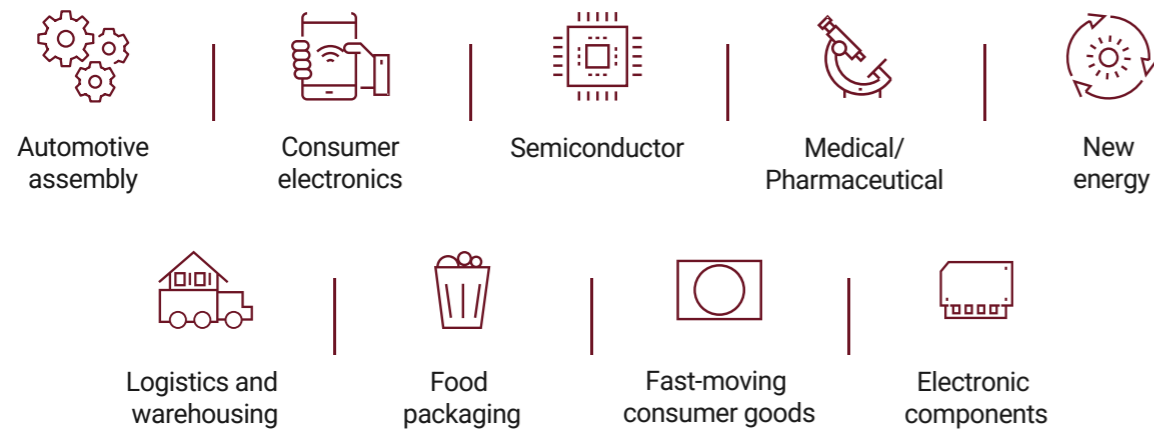 Automotive
assembly
Consumer
electronics
Semiconductor
Medical/
Pharmaceutical
New
energy
Logistics and
warehousing
Food
packaging
Fast-moving
consumer goods
Electronic
components